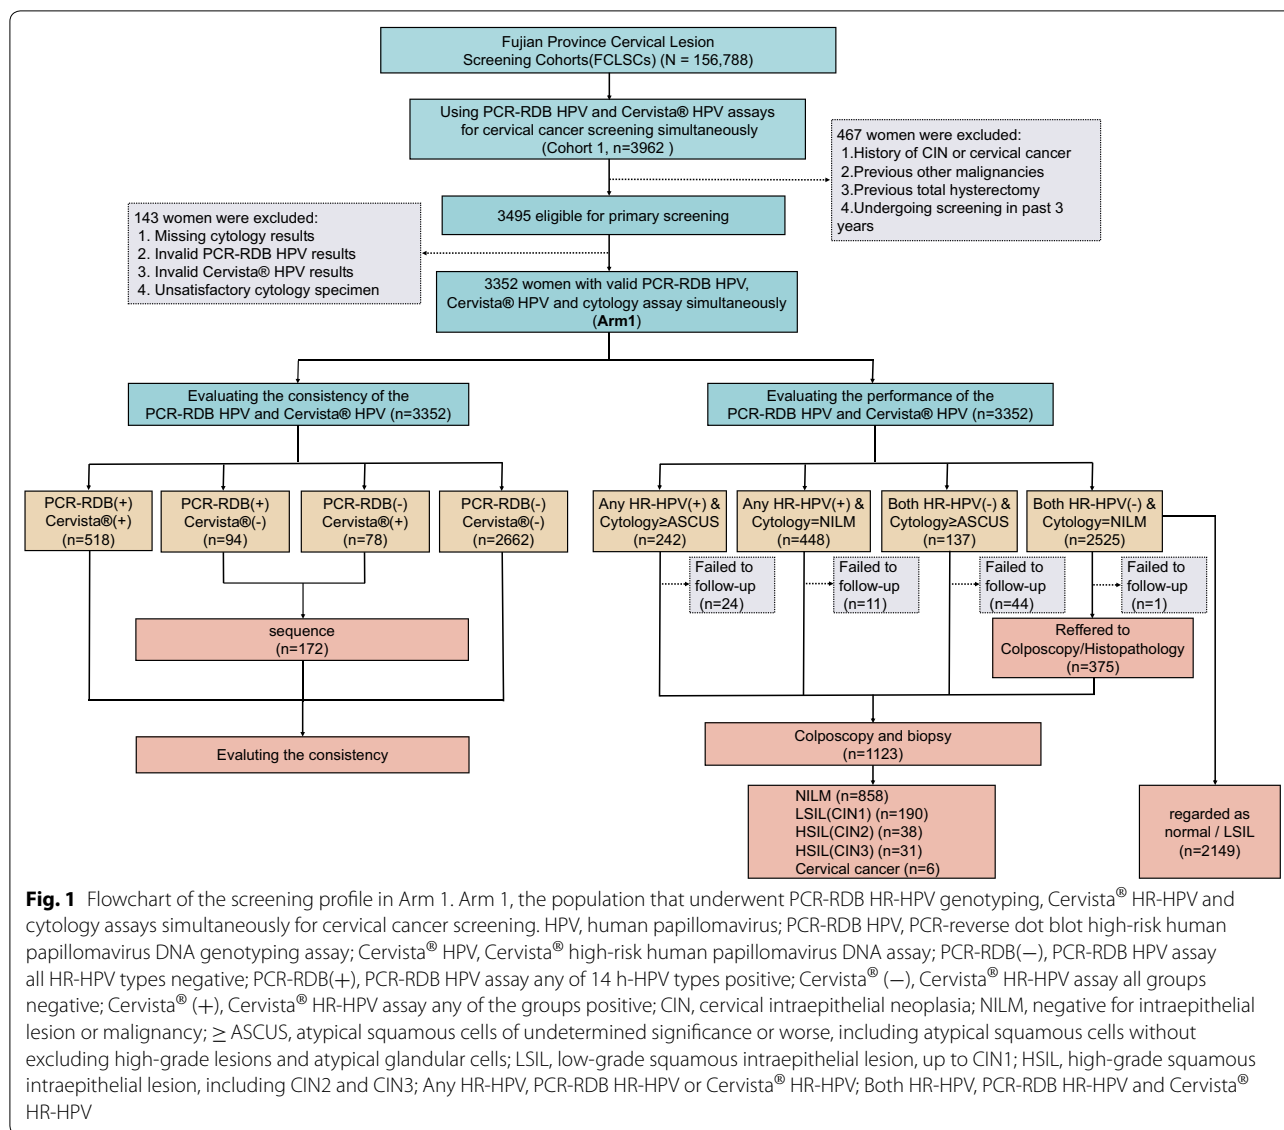 Fujian Province Cervical Lesion
Screening Cohorts(FCLSCs) (N = 156,788)
Using PCR-RDB HPV and Cervista® HPV assays
for cervical cancer screening simultaneously
(Cohort 1, n=3962 )
467 women were excluded:
1.History of CIN or cervical cancer
2.Previous other malignancies
3.Previous total hysterectomy
4.Undergoing screening in past 3
years
3495 eligible for primary screening
143 women were excluded:
1. Missing cytology results
2. Invalid PCR-RDB HPV results
3. Invalid Cervista® HPV results
4. Unsatisfactory cytology specimen
3352 women with valid PCR-RDB HPV,
Cervista® HPV and cytology assay simultaneously
(Arm1)
Evaluating the consistency of the
PCR-RDB HPV and Cervista® HPV (n=3352)
Evaluating the performance of the
PCR-RDB HPV and Cervista® HPV (n=3352)
PCR-RDB(+)
Cervista®(+)
(n=518)
PCR-RDB(+)
Cervista®(-)
(n=94)
PCR-RDB(-)
Cervista®(+)
(n=78)
PCR-RDB(-)
Cervista®(-)
(n=2662)
Any HR-HPV(+) &
Cytology≥ASCUS
(n=242)
Any HR-HPV(+) &
Cytology=NILM
(n=448)
Both HR-HPV(-) &
Cytology≥ASCUS
(n=137)
Both HR-HPV(-) &
Cytology=NILM
(n=2525)
Failed to
follow-up
(n=24)
Failed to
follow-up
(n=11)
Failed to
follow-up
(n=44)
Failed to
follow-up
(n=1)
sequence
(n=172)
Reffered to
Colposcopy/Histopathology
(n=375)
Evaluting the consistency
Colposcopy and biopsy
(n=1123)
NILM (n=858)
LSIL(CIN1) (n=190)
HSIL(CIN2) (n=38)
HSIL(CIN3) (n=31)
Cervical cancer (n=6)
regarded as
normal / LSIL
(n=2149)
Fig. 1 Flowchart of the screening profile in Arm 1. Arm 1, the population that underwent PCR-RDB HR-HPV genotyping, Cervista® HR-HPV and
cytology assays simultaneously for cervical cancer screening. HPV, human papillomavirus; PCR-RDB HPV, PCR-reverse dot blot high-risk human
papillomavirus DNA genotyping assay; Cervista® HPV, Cervista® high-risk human papillomavirus DNA assay; PCR-RDB(−), PCR-RDB HPV assay
all HR-HPV types negative; PCR-RDB(+), PCR-RDB HPV assay any of 14 h-HPV types positive; Cervista® (−), Cervista® HR-HPV assay all groups
negative; Cervista® (+), Cervista® HR-HPV assay any of the groups positive; CIN, cervical intraepithelial neoplasia; NILM, negative for intraepithelial
lesion or malignancy; ≥ ASCUS, atypical squamous cells of undetermined significance or worse, including atypical squamous cells without
excluding high-grade lesions and atypical glandular cells; LSIL, low-grade squamous intraepithelial lesion, up to CIN1; HSIL, high-grade squamous
intraepithelial lesion, including CIN2 and CIN3; Any HR-HPV, PCR-RDB HR-HPV or Cervista® HR-HPV; Both HR-HPV, PCR-RDB HR-HPV and Cervista®
HR-HPV